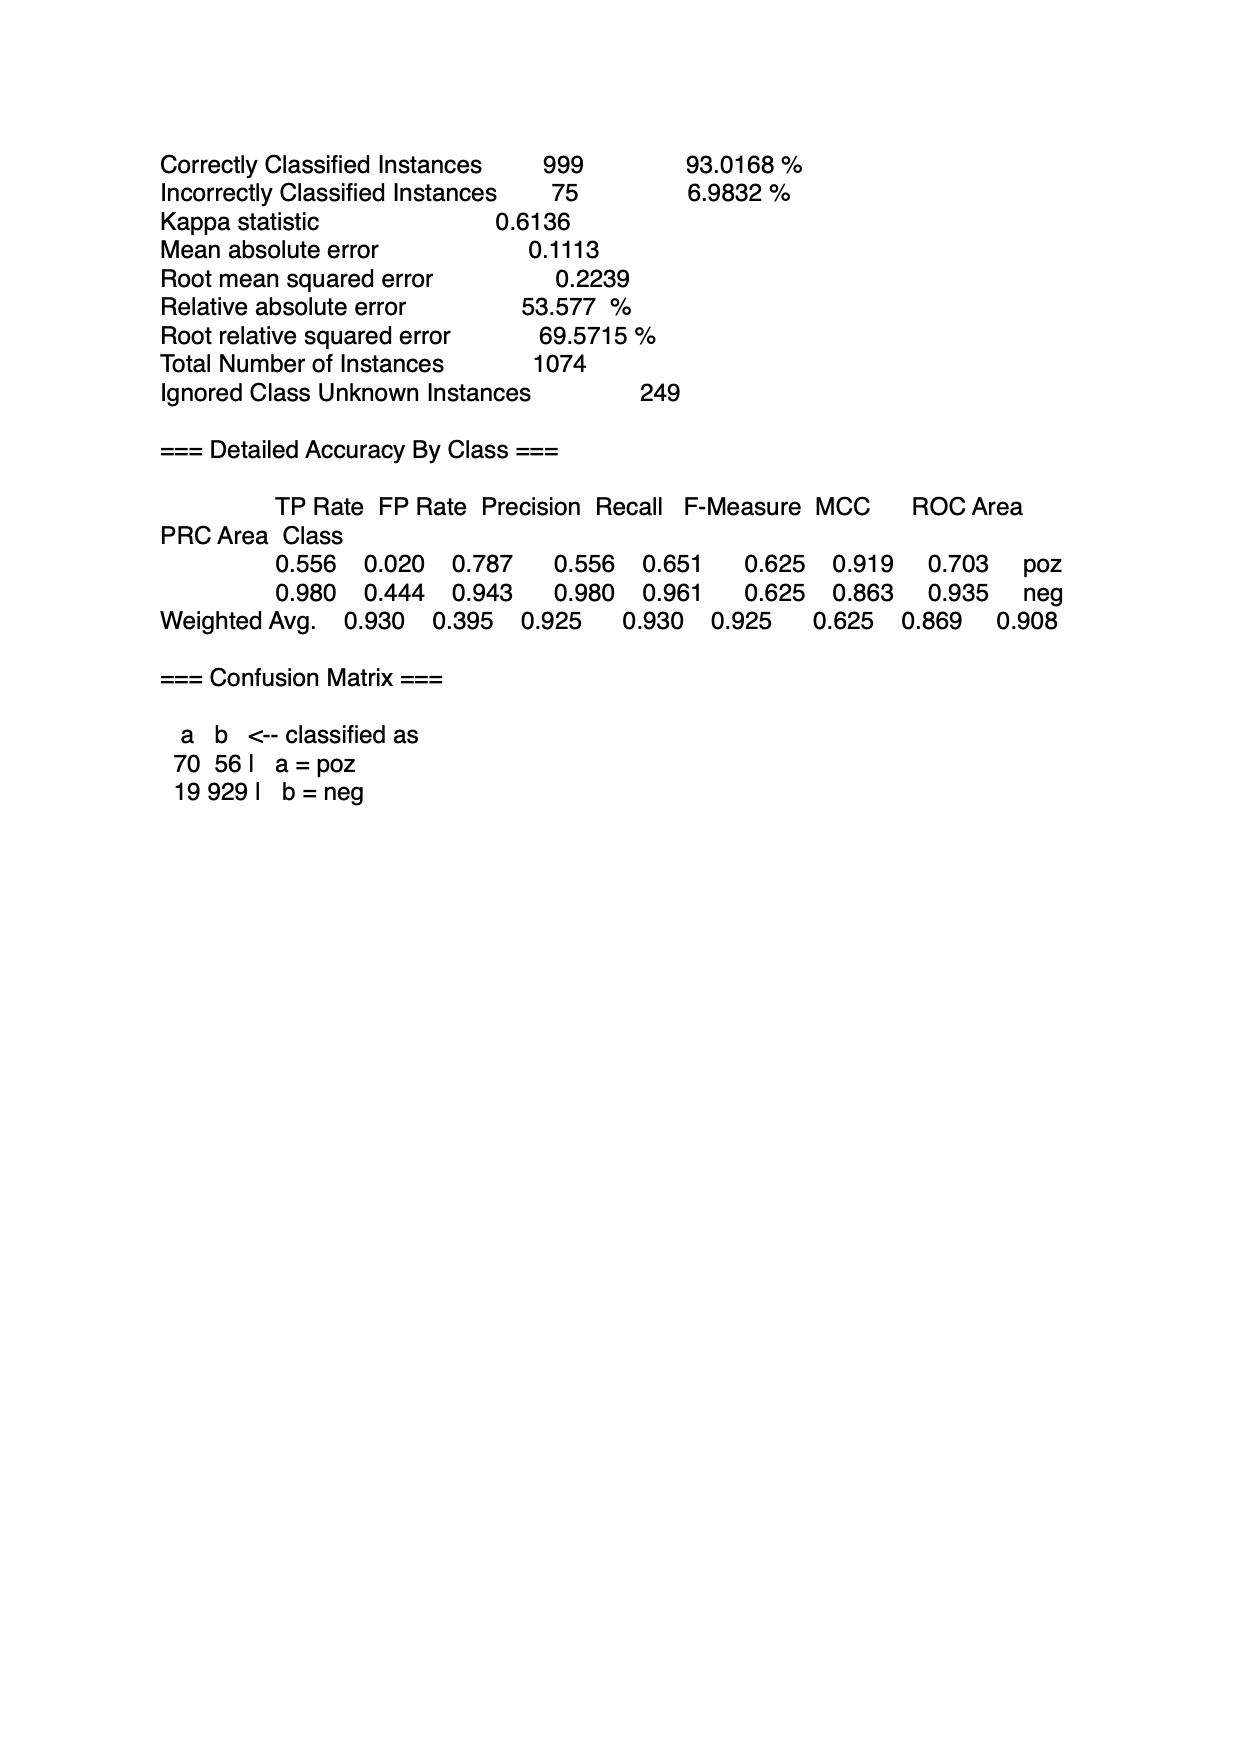 Correctly Classified Instances 999 93.0168 %
Incorrectly Classified Instances 75 6.9832 %
Kappa statistic 0.6136
Mean absolute error 0.1113
Root mean squared error 0.2239
Relative absolute error 53.577 %
Root relative squared error 69.5715 %
Total Number of Instances 1074
Ignored Class Unknown Instances 249
=== Detailed Accuracy By Class ===
TP Rate FP Rate Precision Recall F-Measure MCC ROC Area
PRC Area Class
0.556 0.020 0.787 0.556 0.651 0.625 0.919 0.703 poz
0.980 0.444 0.943 0.980 0.961 0.625 0.863 0.935 neg
Weighted Avg. 0.930 0.395 0.925 0.930 0.925 0.625 0.869 0.908
=== Confusion Matrix ===
a b <-- classified as
70 56 | a = poz
19 929 | b = neg